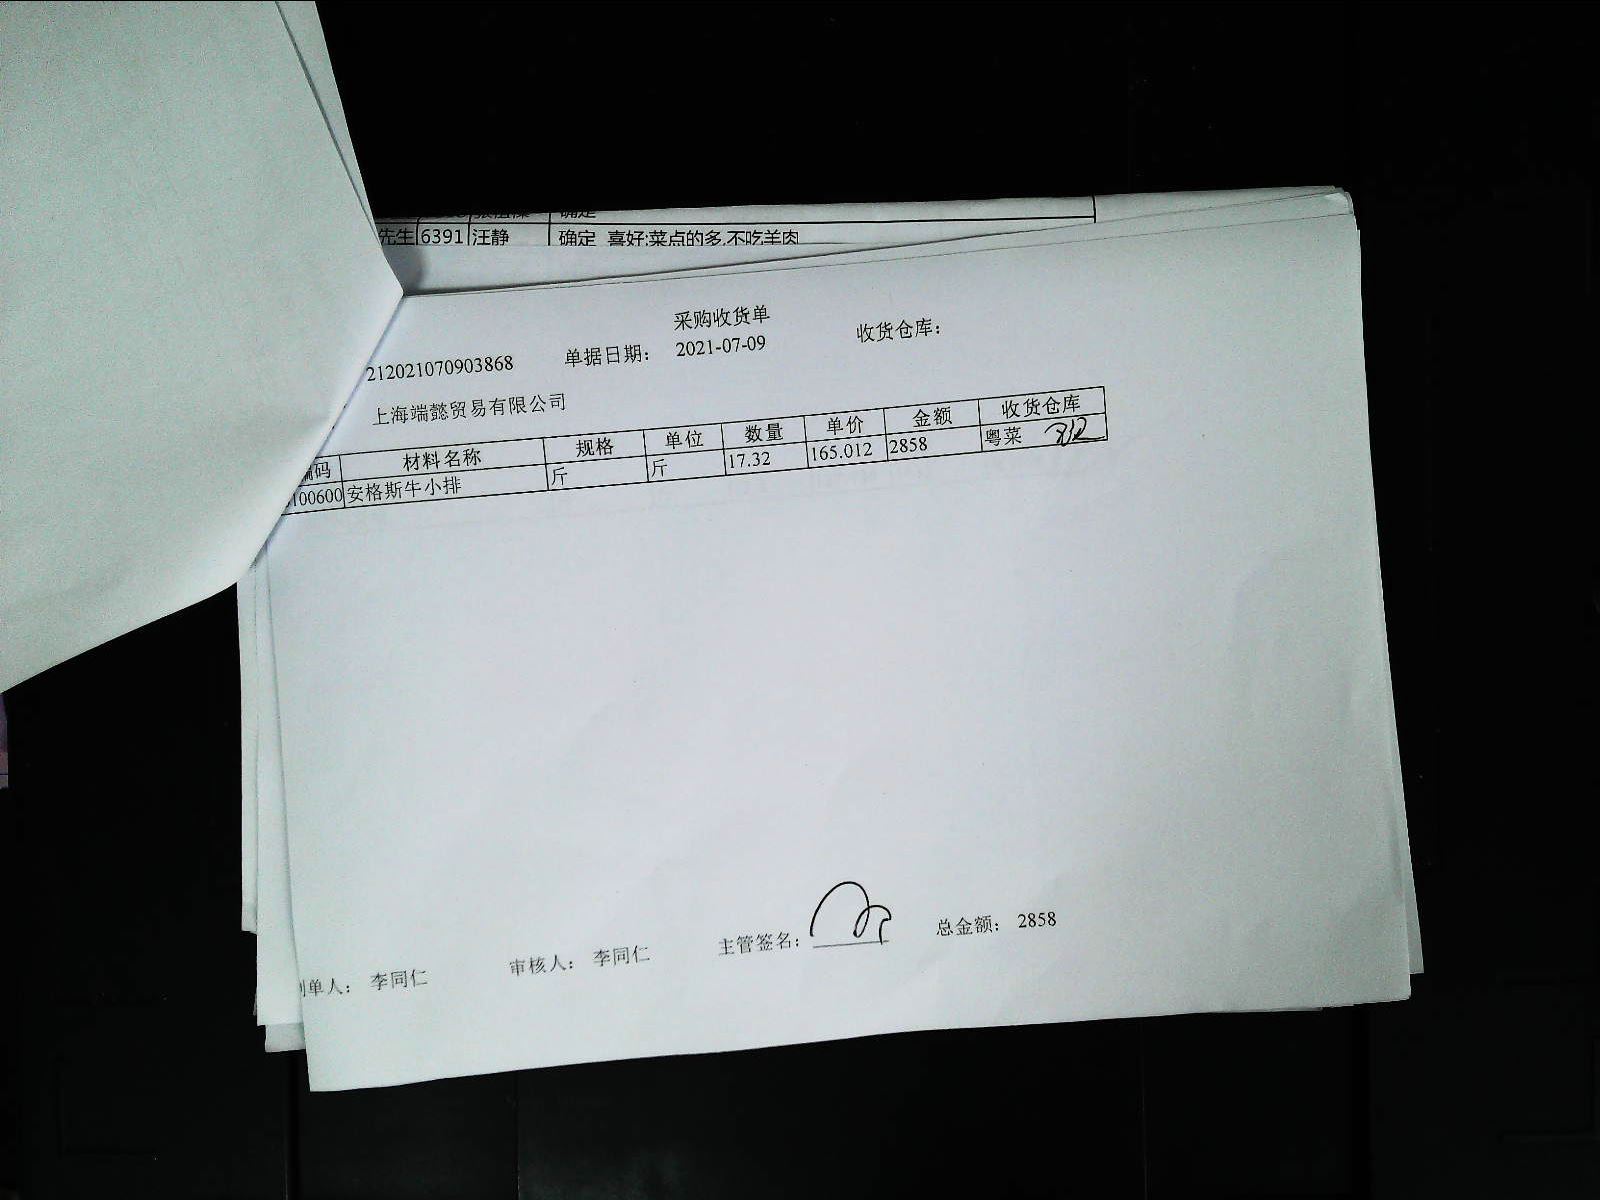 先生 6391 汪静 确定 喜好;菜点的多,不吃羊肉
采购收货单
212021070903868 单据日期： 2021-07-09 收货仓库：
上海端懿贸易有限公司
编码 材料名称 规格 单位 数量 单价 金额 收货仓库
100600 安格斯牛小排 斤 斤 17.32 165.012 2858 粤菜
制单人： 李同仁 审核人： 李同仁 主管签名： 总金额： 2858